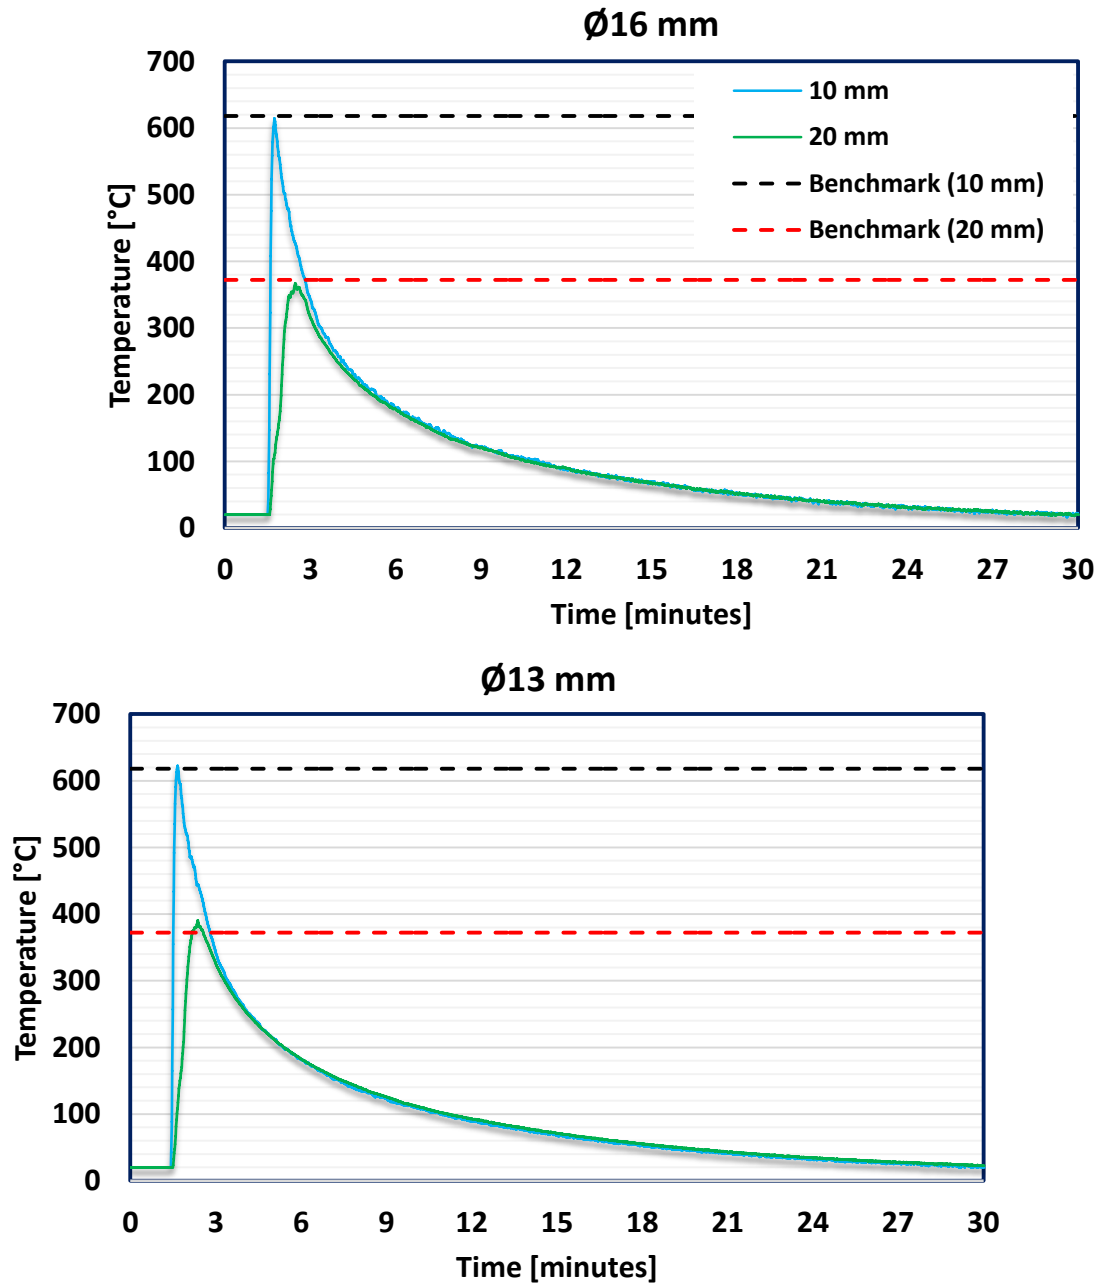 Ø16 mm
700
600
500
400
300
200
100
0
Temperature [°C]
10 mm
20 mm
Benchmark (10 mm)
Benchmark (20 mm)
0 3 6 9 12 15 18 21 24 27 30
Time [minutes]
Ø13 mm
700
600
500
400
300
200
100
0
Temperature [°C]
0 3 6 9 12 15 18 21 24 27 30
Time [minutes]